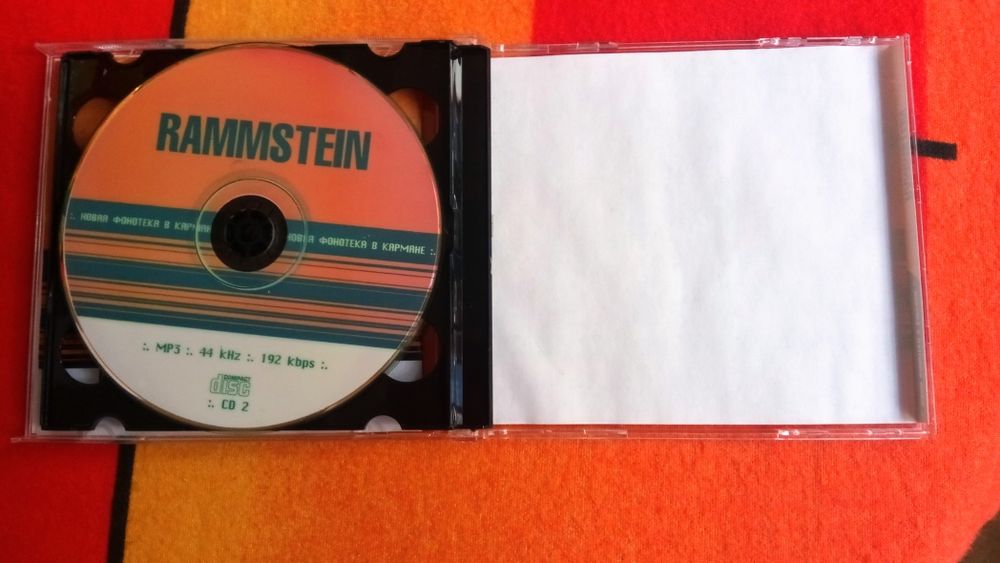 RAMMSTEIN
:. НОВАЯ ФОНОТЕКА В КАРМАНЕ
НОВАЯ ФОНОТЕКА В КАРМАНЕ :.
:. MP3 :. 44 kHz :. 192 kbps :.
COMPACT
disc
:. CD 2